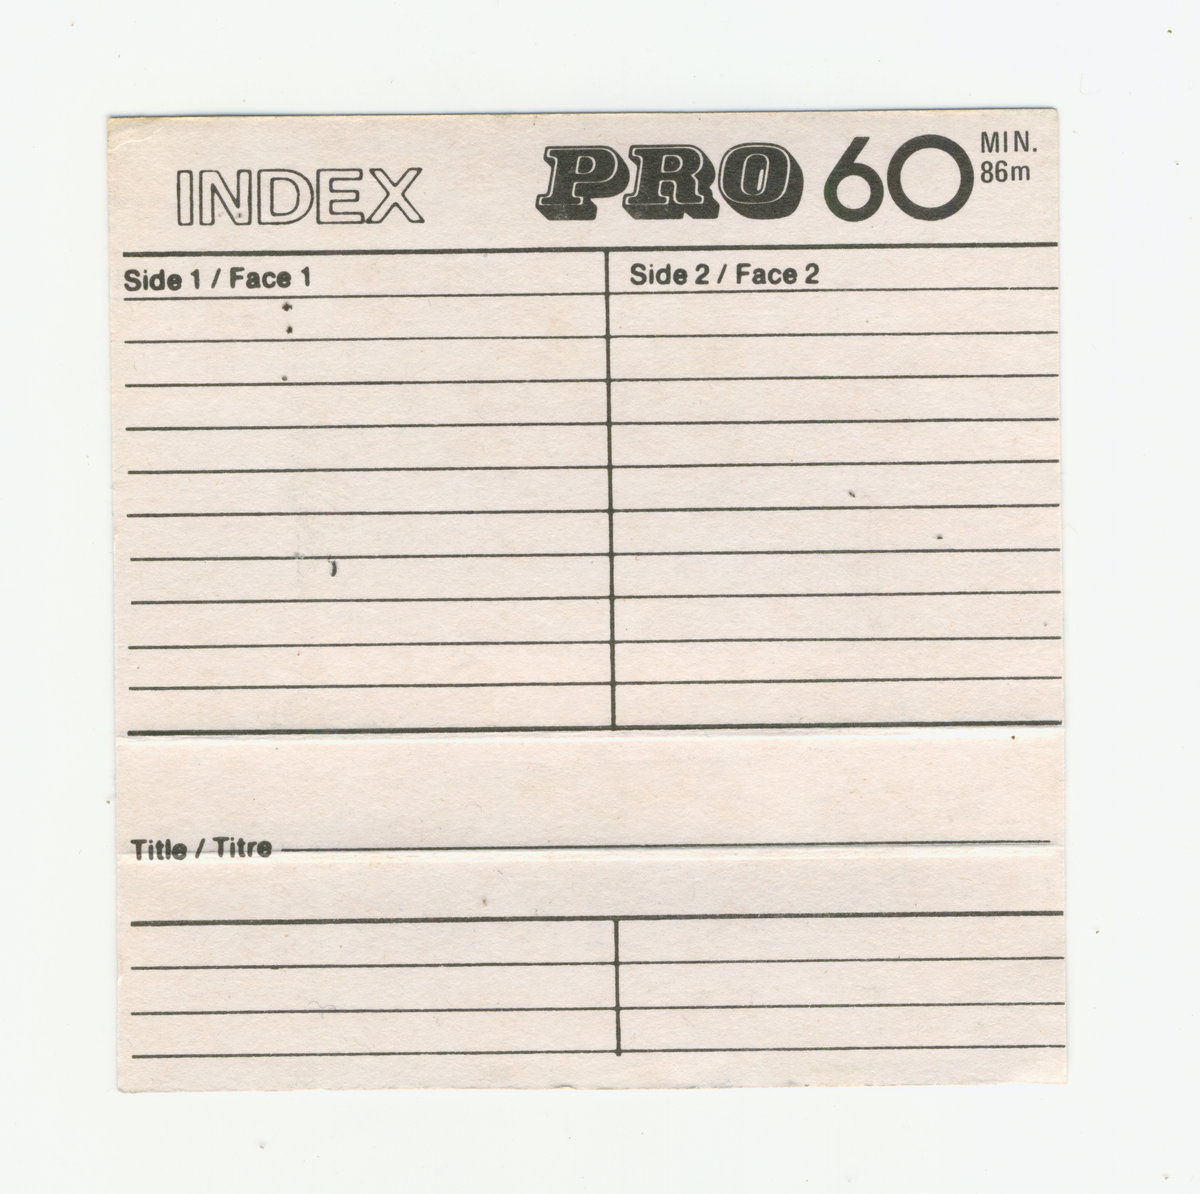 INDEX PRO 60 MIN. 86m
Side 1 / Face 1 Side 2 / Face 2
Title / Titre